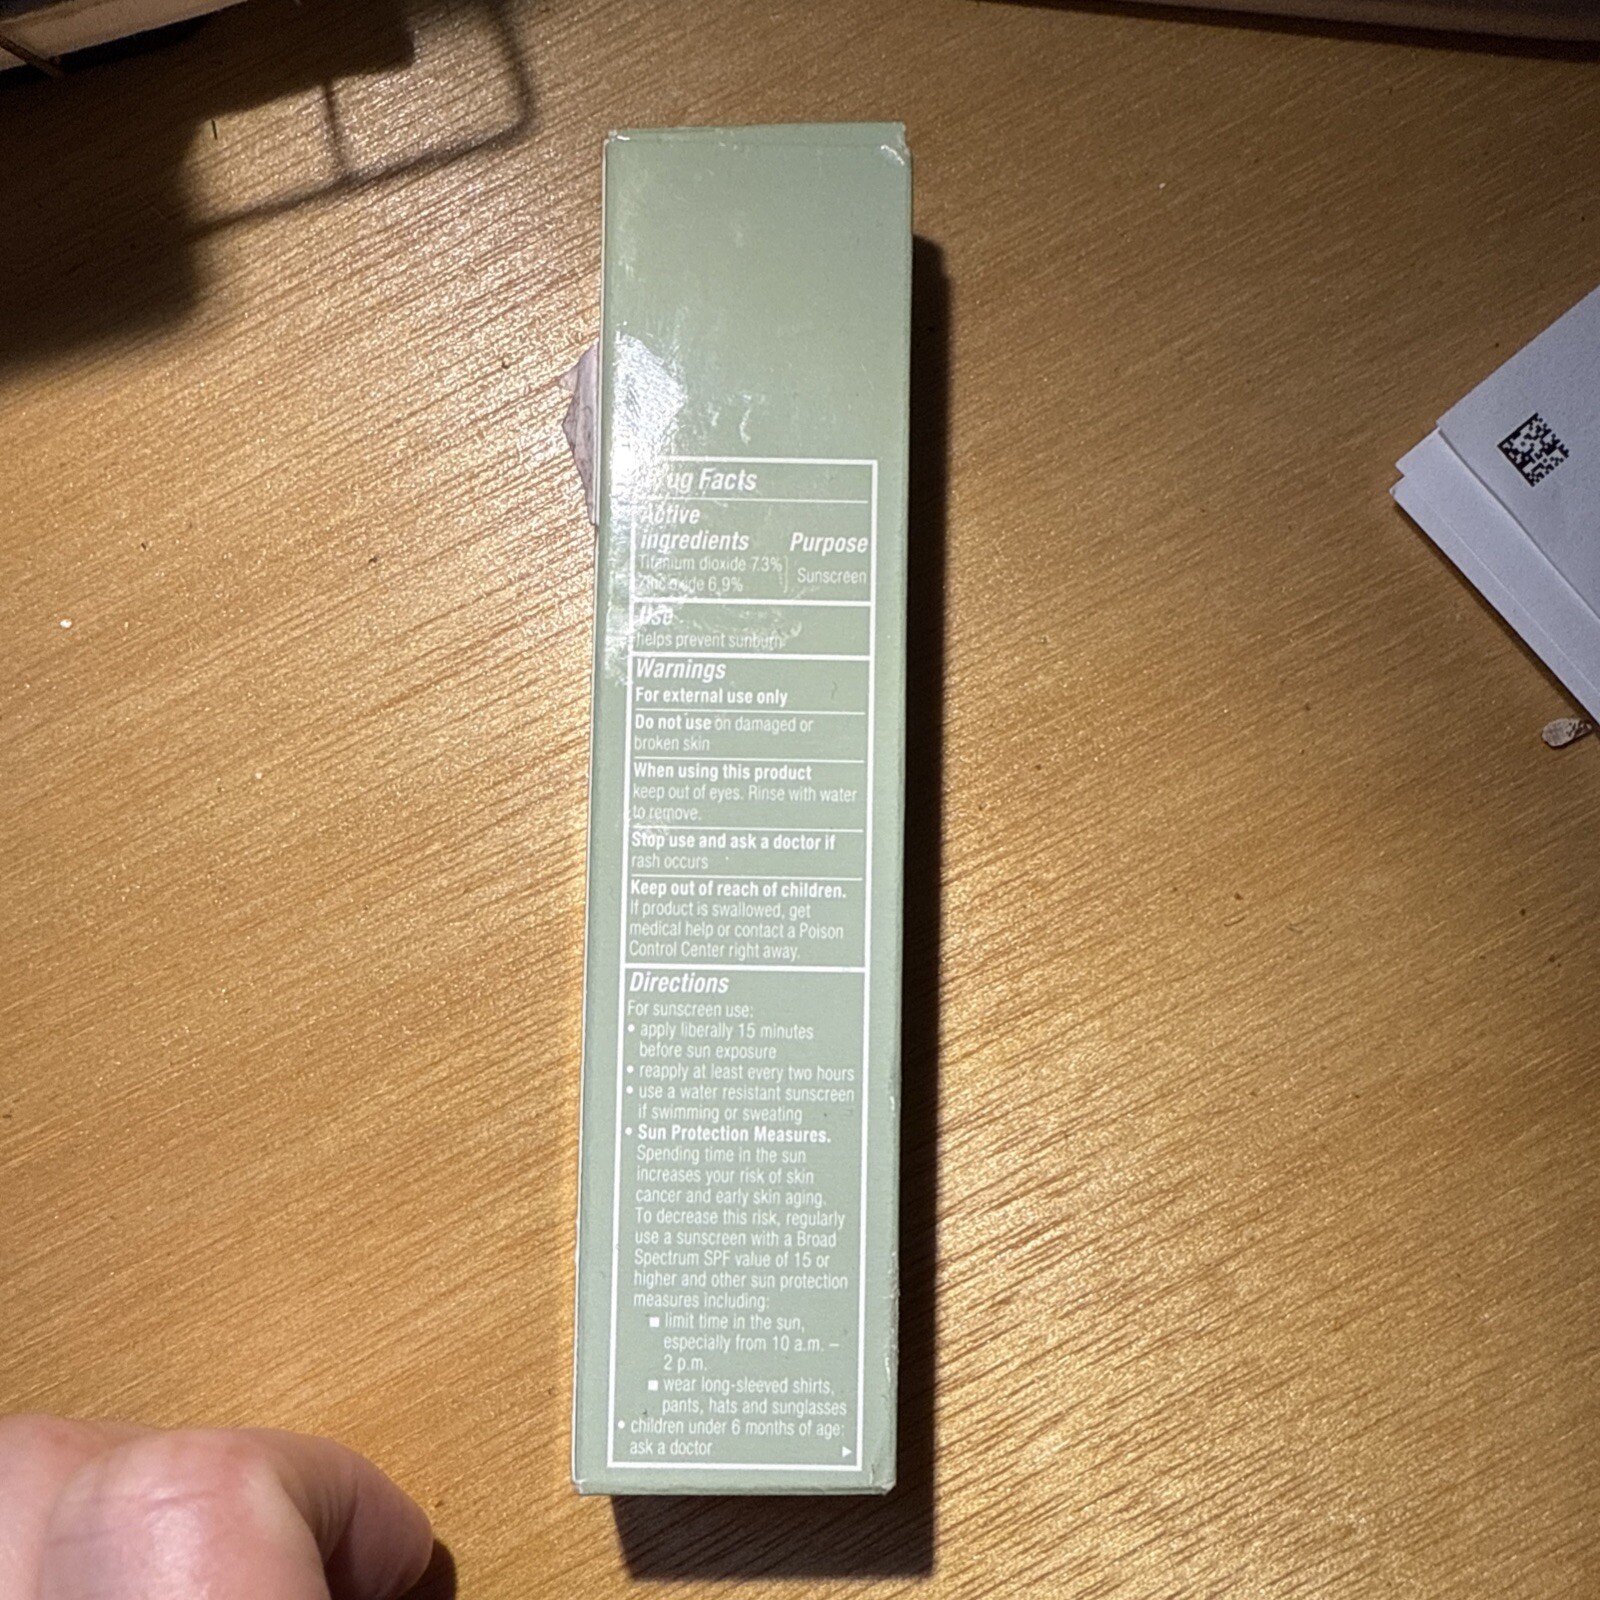 Drug Facts
Active
ingredients Purpose
Titanium dioxide 7.3% Sunscreen
Zinc oxide 6.9%
Use
helps prevent sunburn
Warnings
For external use only
Do not use on damaged or
broken skin
When using this product
keep out of eyes. Rinse with water
to remove.
Stop use and ask a doctor if
rash occurs
Keep out of reach of children.
If product is swallowed, get
medical help or contact a Poison
Control Center right away.
Directions
For sunscreen use:
• apply liberally 15 minutes
before sun exposure
• reapply at least every two hours
• use a water resistant sunscreen
if swimming or sweating
• Sun Protection Measures.
Spending time in the sun
increases your risk of skin
cancer and early skin aging.
To decrease this risk, regularly
use a sunscreen with a Broad
Spectrum SPF value of 15 or
higher and other sun protection
measures including:
■ limit time in the sun,
especially from 10 a.m. –
2 p.m.
■ wear long-sleeved shirts,
pants, hats and sunglasses
• children under 6 months of age:
ask a doctor